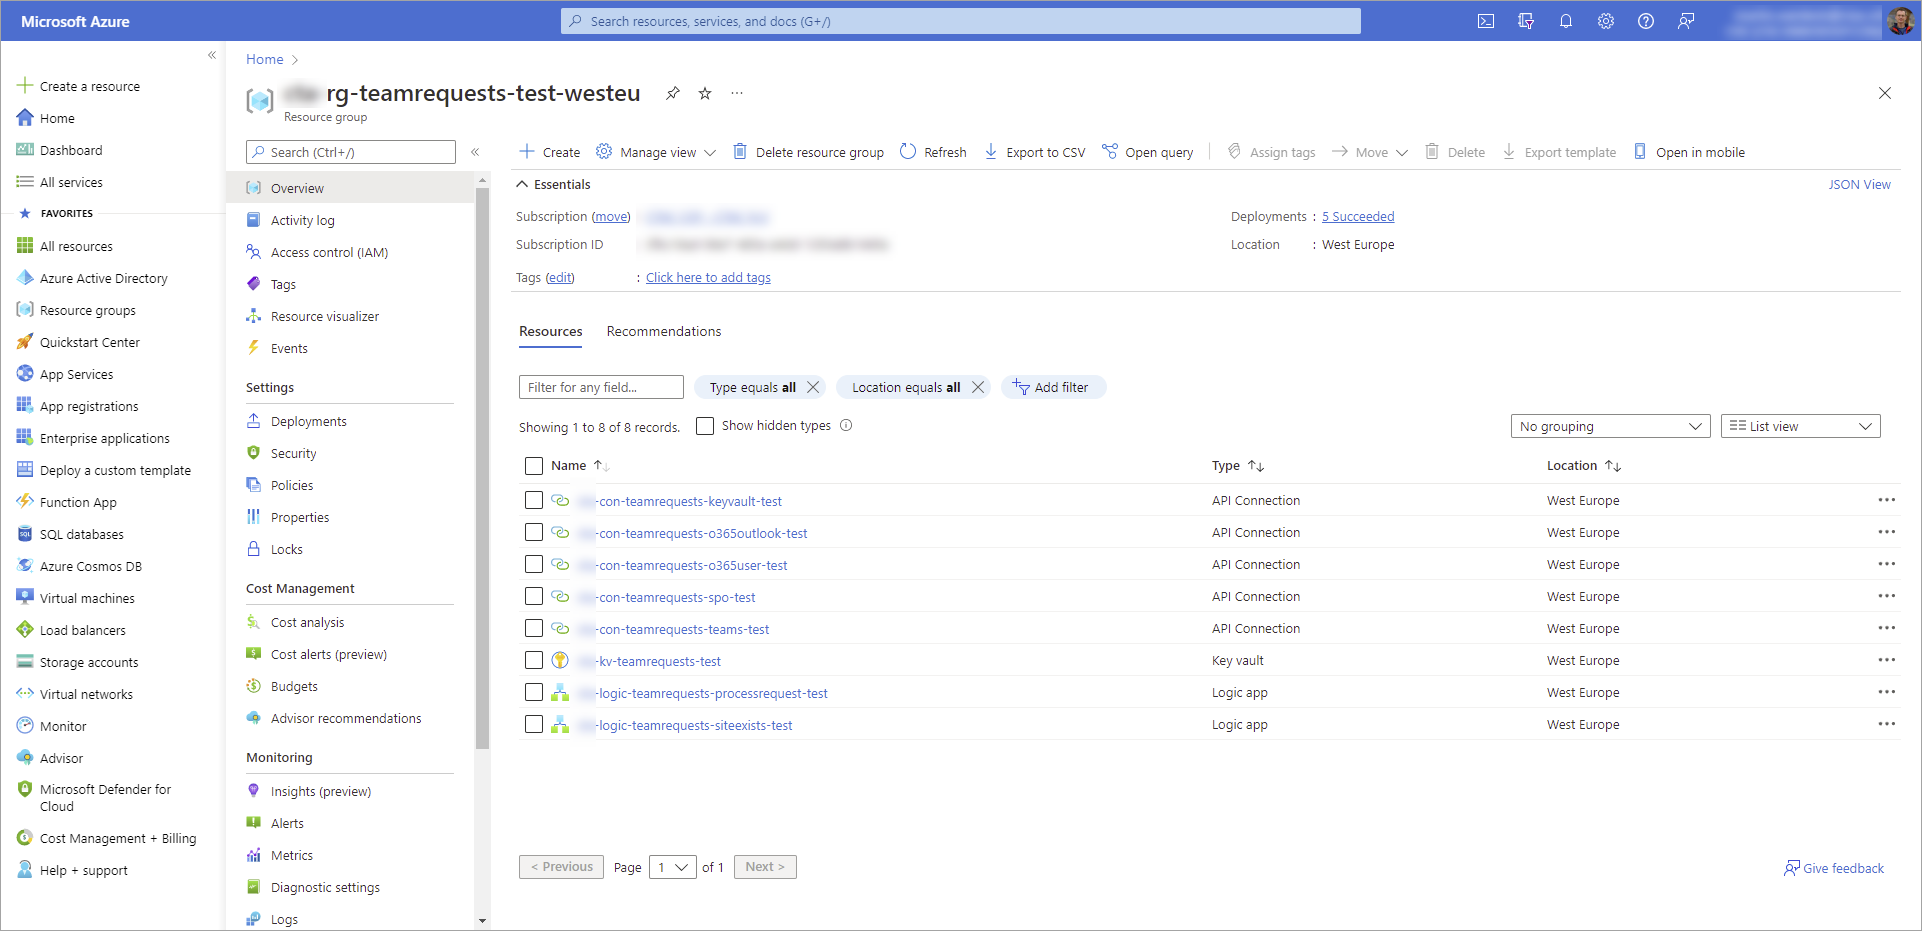 Microsoft Azure
Search resources, services, and docs (G+/)
Create a resource
Home
Dashboard
All services
FAVORITES
All resources
Azure Active Directory
Resource groups
Quickstart Center
App Services
App registrations
Enterprise applications
Deploy a custom template
Function App
SQL databases
Azure Cosmos DB
Virtual machines
Load balancers
Storage accounts
Virtual networks
Monitor
Advisor
Microsoft Defender for
Cloud
Cost Management + Billing
Help + support
Home >
rg-teamrequests-test-westeu
Resource group
Search (Ctrl+/)
Overview
Activity log
Access control (IAM)
Tags
Resource visualizer
Events
Settings
Deployments
Security
Policies
Properties
Locks
Cost Management
Cost analysis
Cost alerts (preview)
Budgets
Advisor recommendations
Monitoring
Insights (preview)
Alerts
Metrics
Diagnostic settings
Logs
Create Manage view Delete resource group Refresh Export to CSV Open query Assign tags Move Delete Export template Open in mobile
Essentials JSON View
Subscription (move) Deployments : 5 Succeeded
Subscription ID Location : West Europe
Tags (edit) : Click here to add tags
Resources Recommendations
Filter for any field... Type equals all Location equals all Add filter
Showing 1 to 8 of 8 records. Show hidden types No grouping List view
Name Type Location
-con-teamrequests-keyvault-test API Connection West Europe
-con-teamrequests-o365outlook-test API Connection West Europe
-con-teamrequests-o365user-test API Connection West Europe
-con-teamrequests-spo-test API Connection West Europe
-con-teamrequests-teams-test API Connection West Europe
-kv-teamrequests-test Key vault West Europe
-logic-teamrequests-processrequest-test Logic app West Europe
-logic-teamrequests-siteexists-test Logic app West Europe
< Previous Page 1 of 1 Next > Give feedback